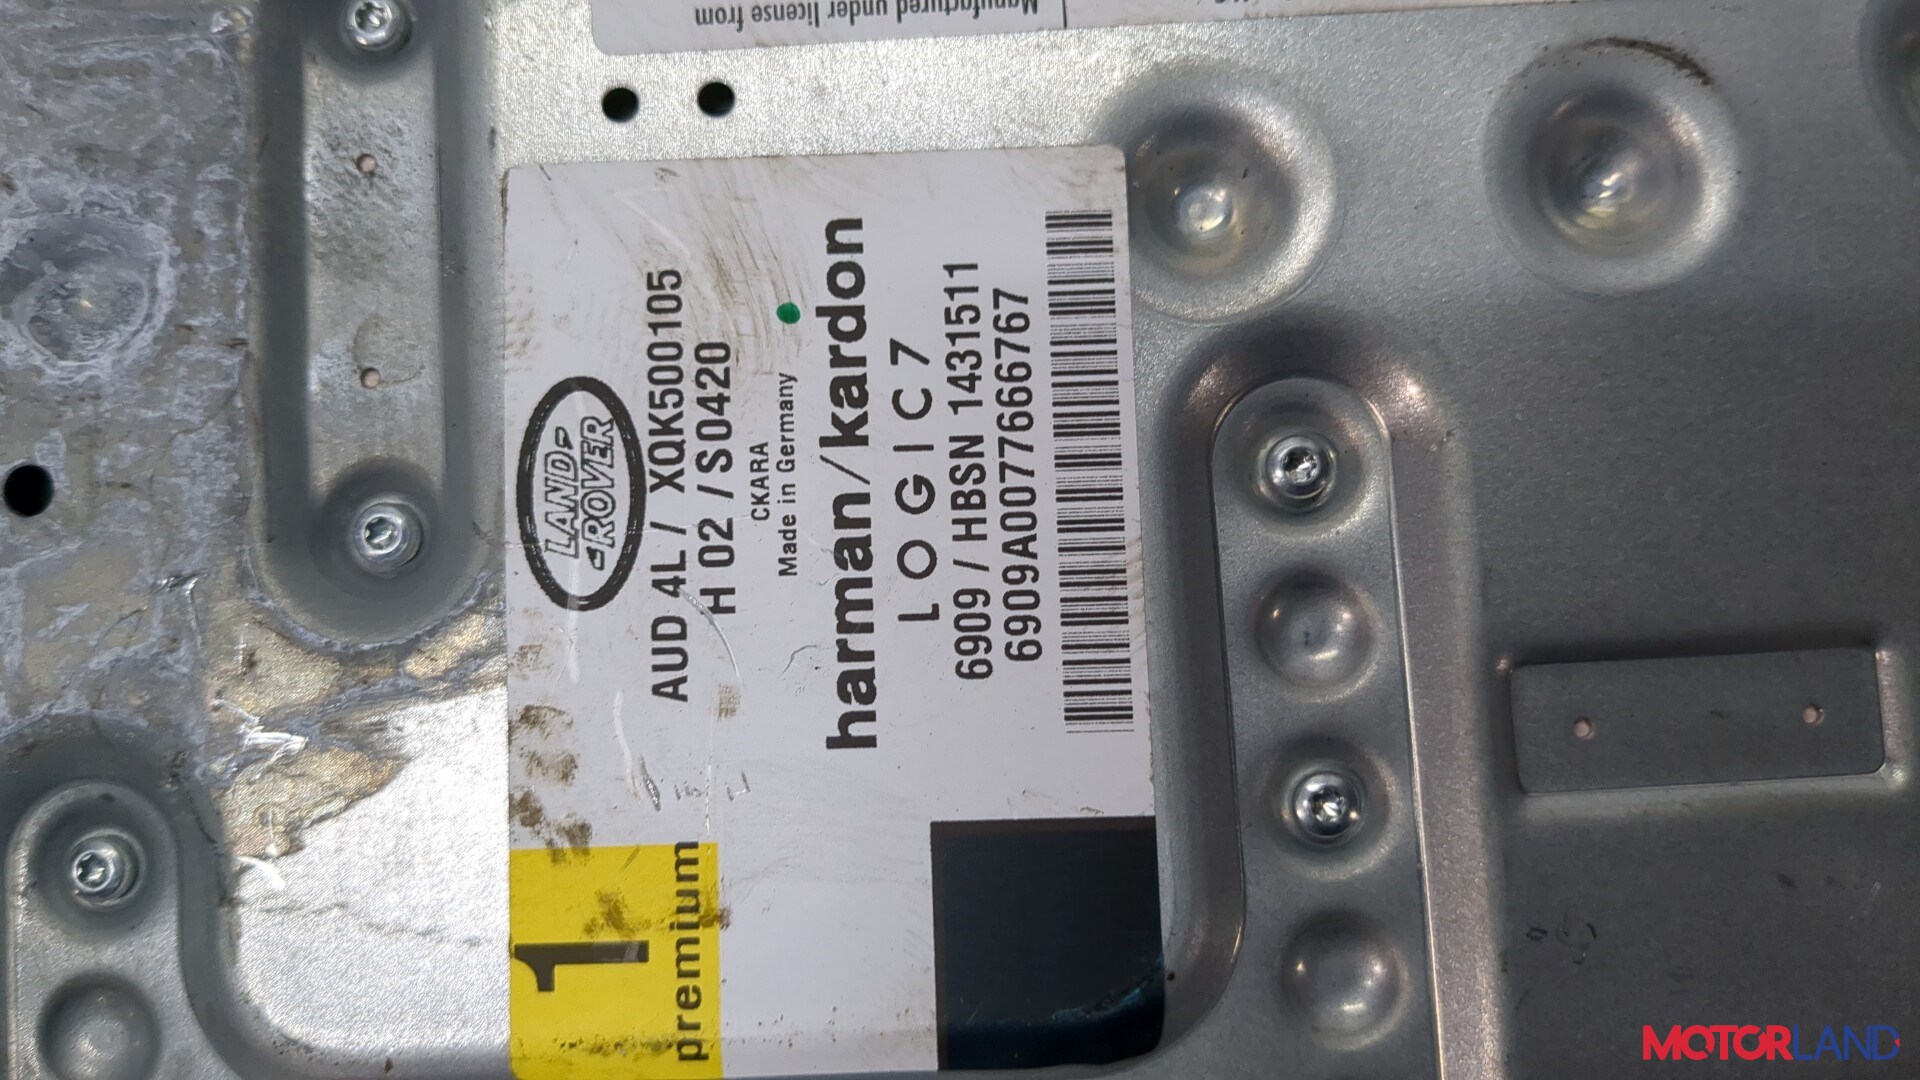 Manufactured under license from
LAND-
-ROVER
AUD 4L / XQK500105
H 02 / S0420
CKARA
Made in Germany
harman/kardon
LOGIC7
6909 / HBSN 1431511
6909A0077666767
1
premium
MOTORLAND